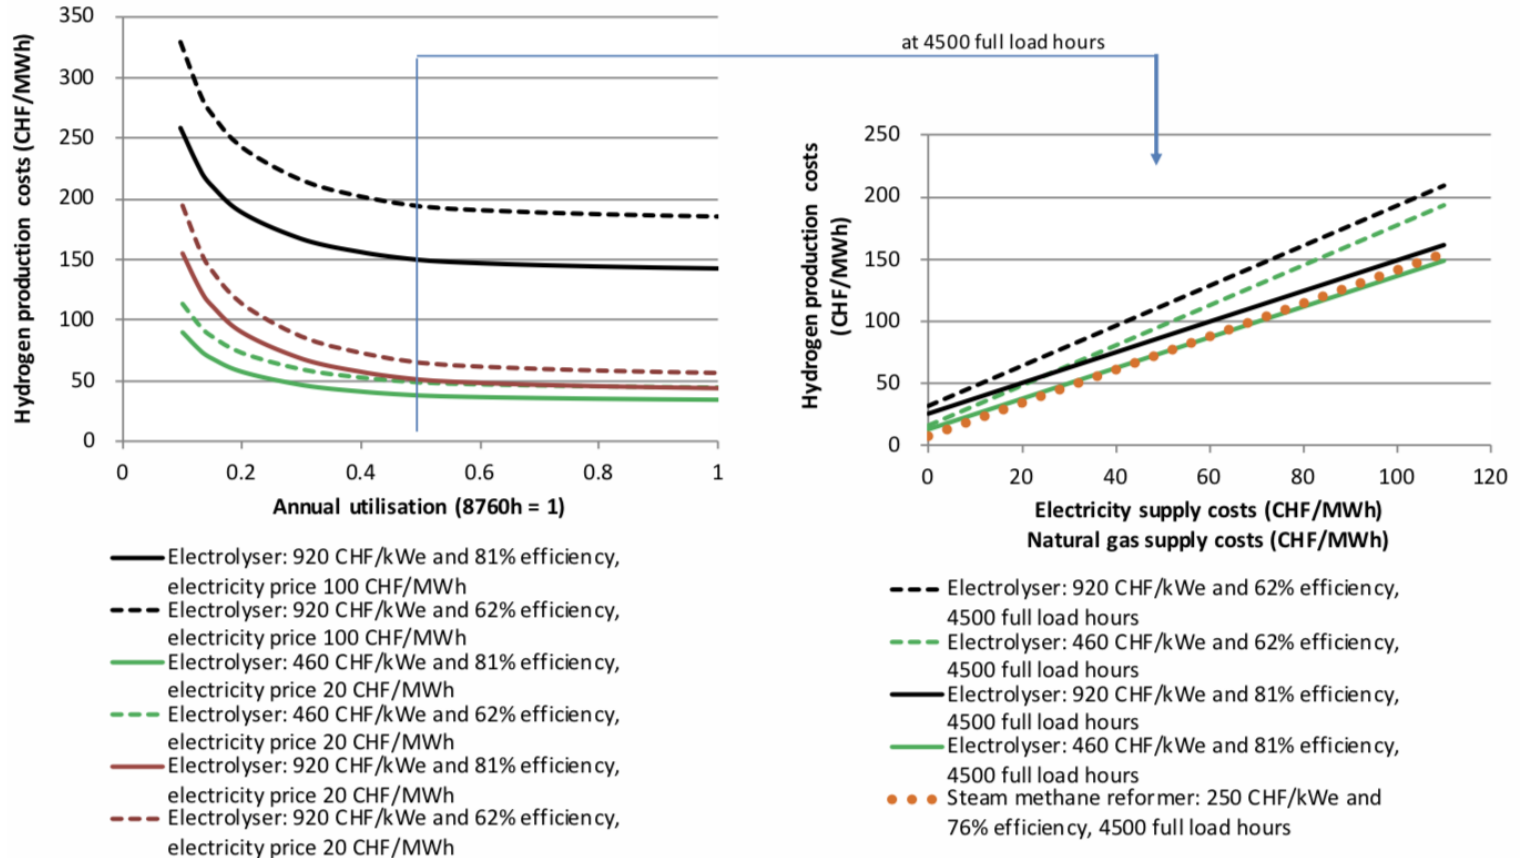 350
300
250
200
150
100
50
0
Hydrogen production costs (CHF/MWh)
0 0.2 0.4 0.6 0.8 1
Annual utilisation (8760h = 1)
at 4500 full load hours
250
200
150
100
50
0
Hydrogen production costs
(CHF/MWh)
0 20 40 60 80 100 120
Electricity supply costs (CHF/MWh)
Natural gas supply costs (CHF/MWh)
Electrolyser: 920 CHF/kWe and 81% efficiency,
electricity price 100 CHF/MWh
Electrolyser: 920 CHF/kWe and 62% efficiency,
electricity price 100 CHF/MWh
Electrolyser: 460 CHF/kWe and 81% efficiency,
electricity price 20 CHF/MWh
Electrolyser: 460 CHF/kWe and 62% efficiency,
electricity price 20 CHF/MWh
Electrolyser: 920 CHF/kWe and 81% efficiency,
electricity price 20 CHF/MWh
Electrolyser: 920 CHF/kWe and 62% efficiency,
electricity price 20 CHF/MWh
Electrolyser: 920 CHF/kWe and 62% efficiency,
4500 full load hours
Electrolyser: 460 CHF/kWe and 62% efficiency,
4500 full load hours
Electrolyser: 920 CHF/kWe and 81% efficiency,
4500 full load hours
Electrolyser: 460 CHF/kWe and 81% efficiency,
4500 full load hours
Steam methane reformer: 250 CHF/kWe and
76% efficiency, 4500 full load hours